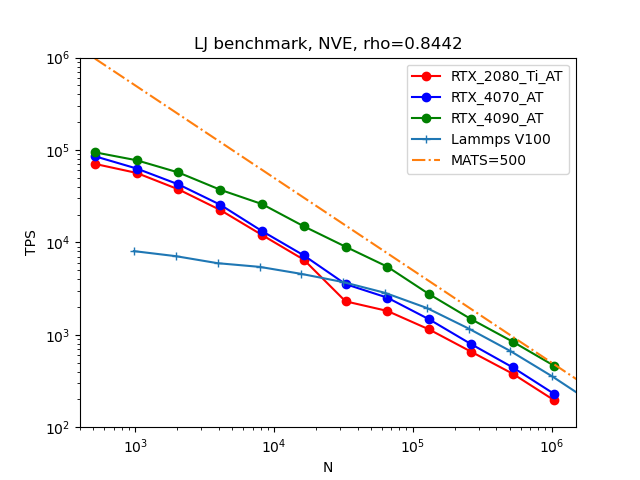 LJ benchmark, NVE, rho=0.8442
RTX_2080_Ti_AT
RTX_4070_AT
RTX_4090_AT
Lammps V100
MATS=500
TPS
10^6
10^5
10^4
10^3
10^2
10^3
10^4
10^5
10^6
N